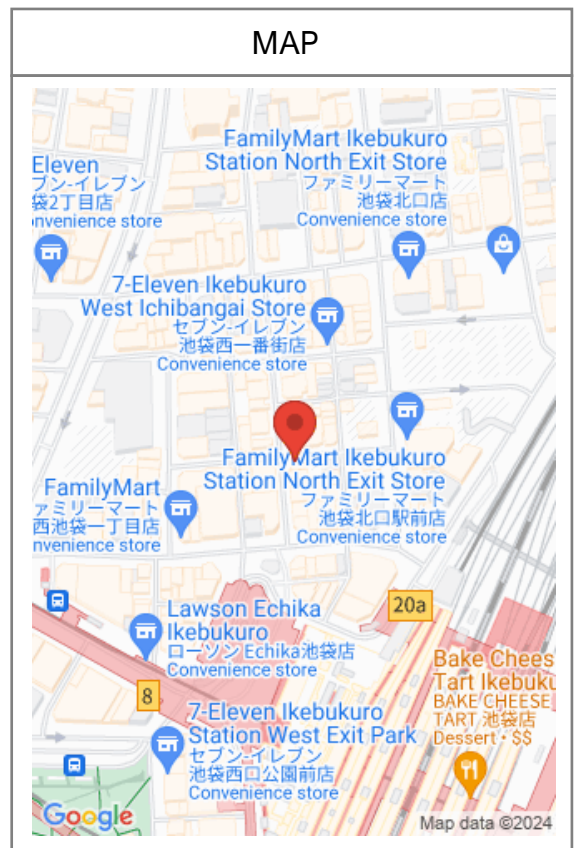 MAP
FamilyMart Ikebukuro
Station North Exit Store
ファミリーマート
池袋北口店
Convenience store
Eleven
ブン-イレブン
袋2丁目店
nvenience store
7-Eleven Ikebukuro
West Ichibangai Store
セブン-イレブン
池袋西一番街店
Convenience store
FamilyMart Ikebukuro
Station North Exit Store
ファミリーマート
池袋北口駅前店
Convenience store
FamilyMart
ァミリーマート
西池袋一丁目店
nvenience store
20a
Lawson Echika
Ikebukuro
ローソン Echika池袋店
Convenience store
Bake Chees
Tart Ikebuku
BAKE CHEESE
TART 池袋店
Dessert・$$
8
7-Eleven Ikebukuro
Station West Exit Park
セブン-イレブン
池袋西口公園前店
Convenience store
Google
Map data ©2024